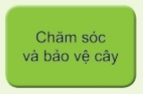 Chăm sóc
và bảo vệ cây